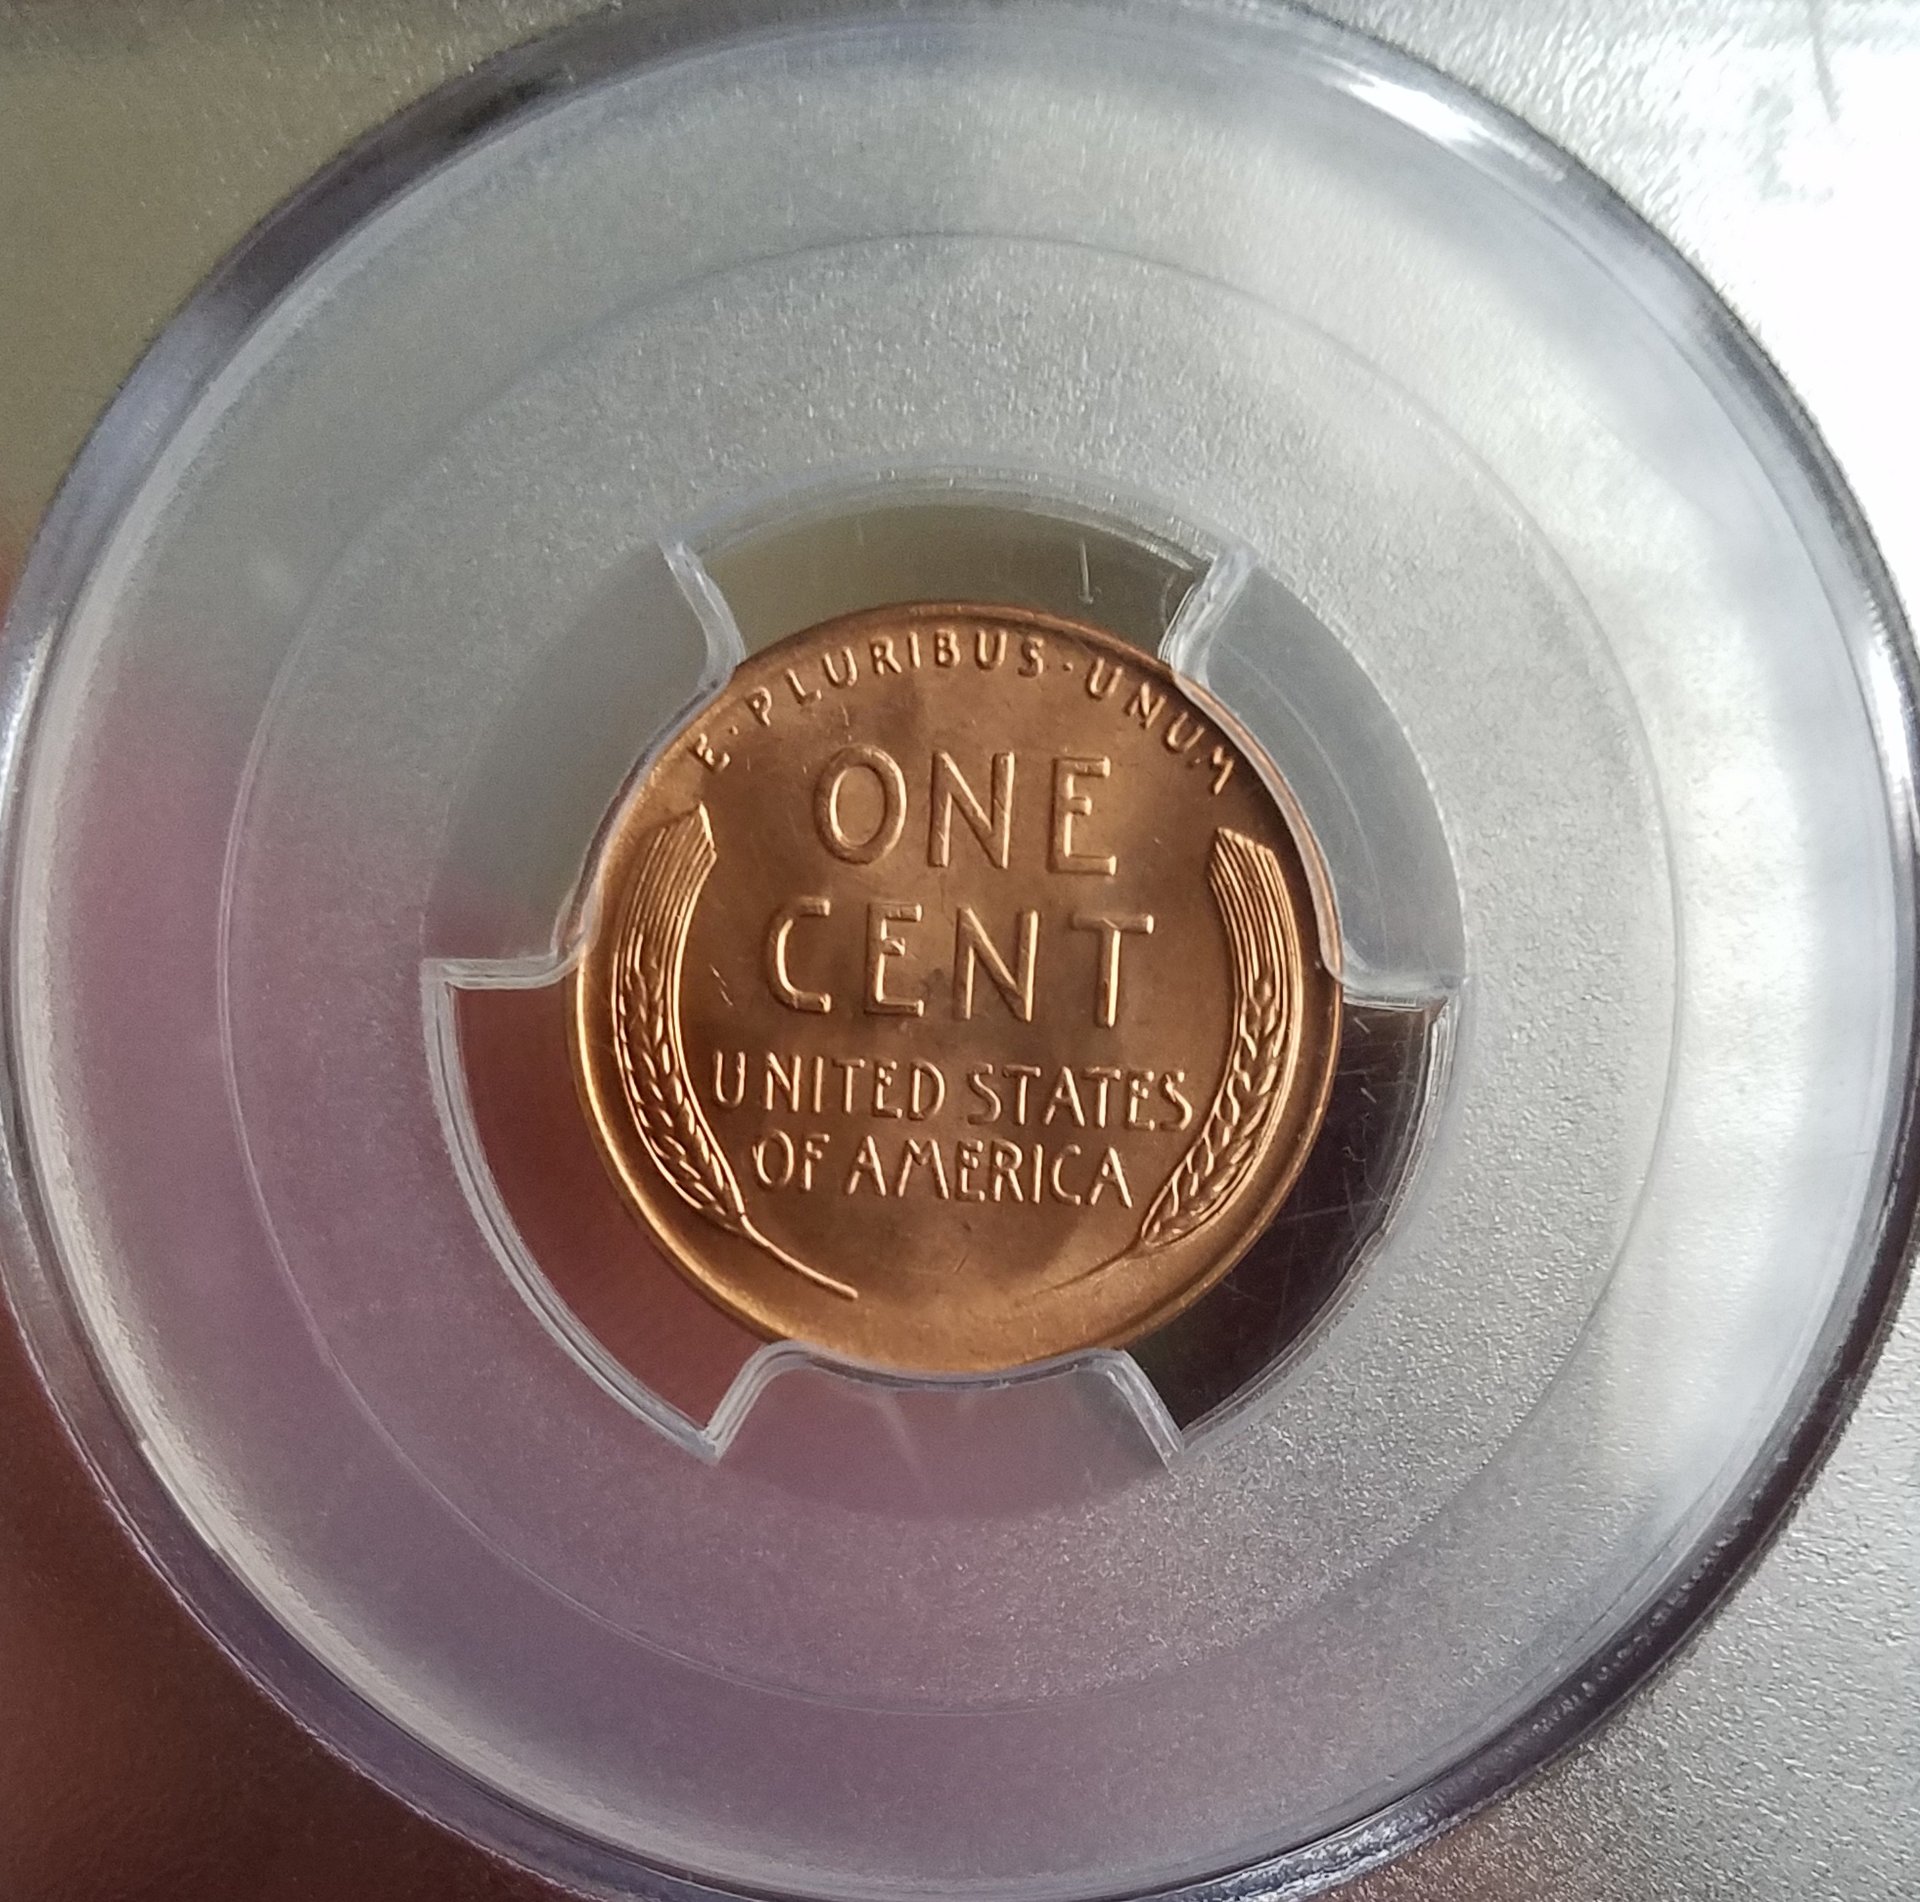 E·PLURIBUS·UNUM
ONE
CENT
UNITED STATES
OF AMERICA